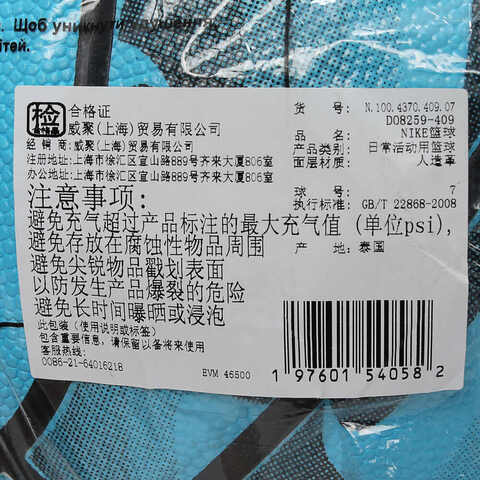 . Щоб уникнути
ітей.
检 合格证
威聚(上海)贸易有限公司
经 销 商: 威聚(上海)贸易有限公司
注册地址: 上海市徐汇区宜山路889号齐来大厦806室
办公地址: 上海市徐汇区宜山路889号齐来大厦806室
货 号: N.100.4370.409.07
DO8259-409
品 名: NIKE篮球
产品类别: 日常活动用篮球
面层材质: 人造革
球 号: 7
执行标准: GB/T 22868-2008
产 地: 泰国
注意事项:
避免充气超过产品标注的最大充气值 (单位psi),
避免存放在腐蚀性物品周围
避免尖锐物品戳划表面
以防发生产品爆裂的危险
避免长时间曝晒或浸泡
此包装 (使用说明或标签)
包含重要信息, 请保留以备将来使用
客服热线:
0086-21-64016218
EVM 46500
1 97601 54058 2